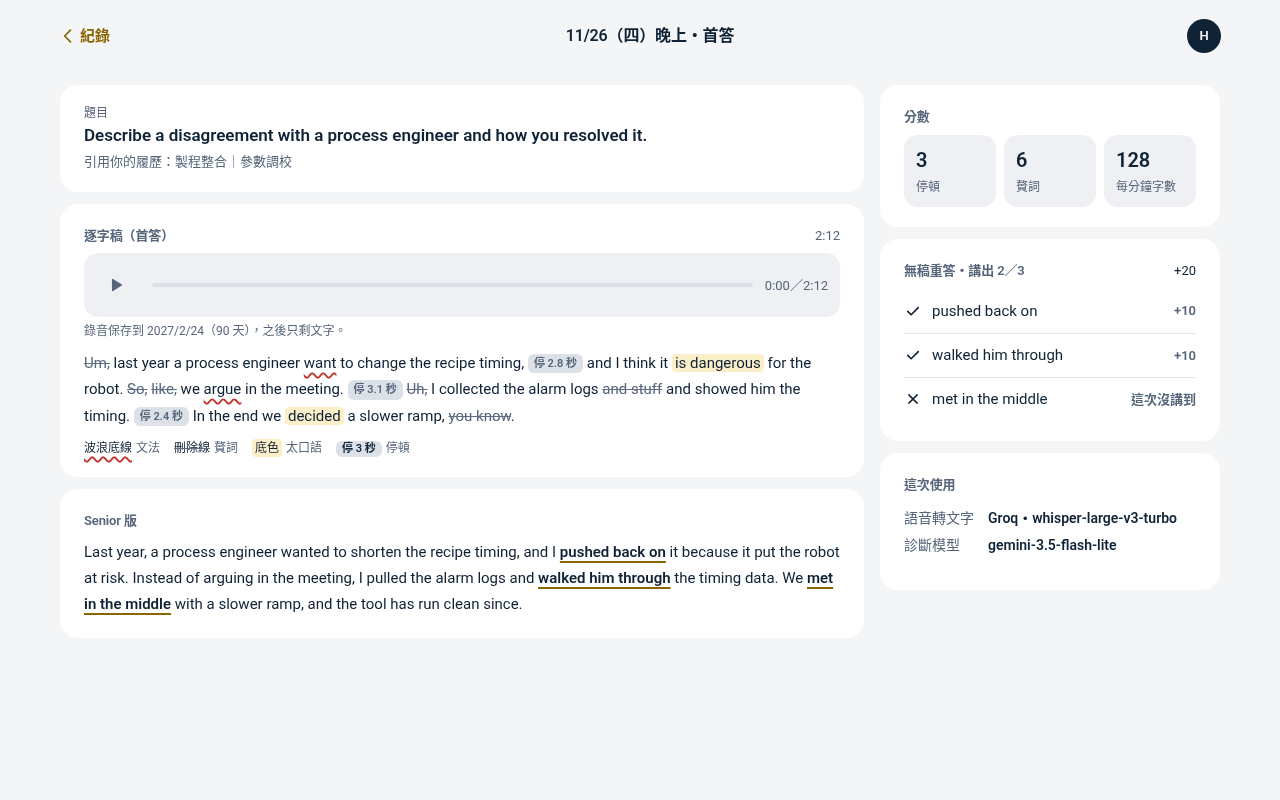 紀錄
11/26（四）晚上・首答
H
題目
Describe a disagreement with a process engineer and how you resolved it.
引用你的履歷：製程整合｜參數調校
逐字稿（首答）
2:12
0:00／2:12
錄音保存到 2027/2/24（90 天），之後只剩文字。
Um, last year a process engineer want to change the recipe timing, 停 2.8 秒 and I think it is dangerous for the
robot. So, like, we argue in the meeting. 停 3.1 秒 Uh, I collected the alarm logs and stuff and showed him the
timing. 停 2.4 秒 In the end we decided a slower ramp, you know.
波浪底線 文法 刪除線 贅詞 底色 太口語 停 3 秒 停頓
Senior 版
Last year, a process engineer wanted to shorten the recipe timing, and I pushed back on it because it put the robot
at risk. Instead of arguing in the meeting, I pulled the alarm logs and walked him through the timing data. We met
in the middle with a slower ramp, and the tool has run clean since.
分數
3
停頓
6
贅詞
128
每分鐘字數
無稿重答・講出 2／3
+20
pushed back on
+10
walked him through
+10
met in the middle
這次沒講到
這次使用
語音轉文字 Groq・whisper-large-v3-turbo
診斷模型 gemini-3.5-flash-lite